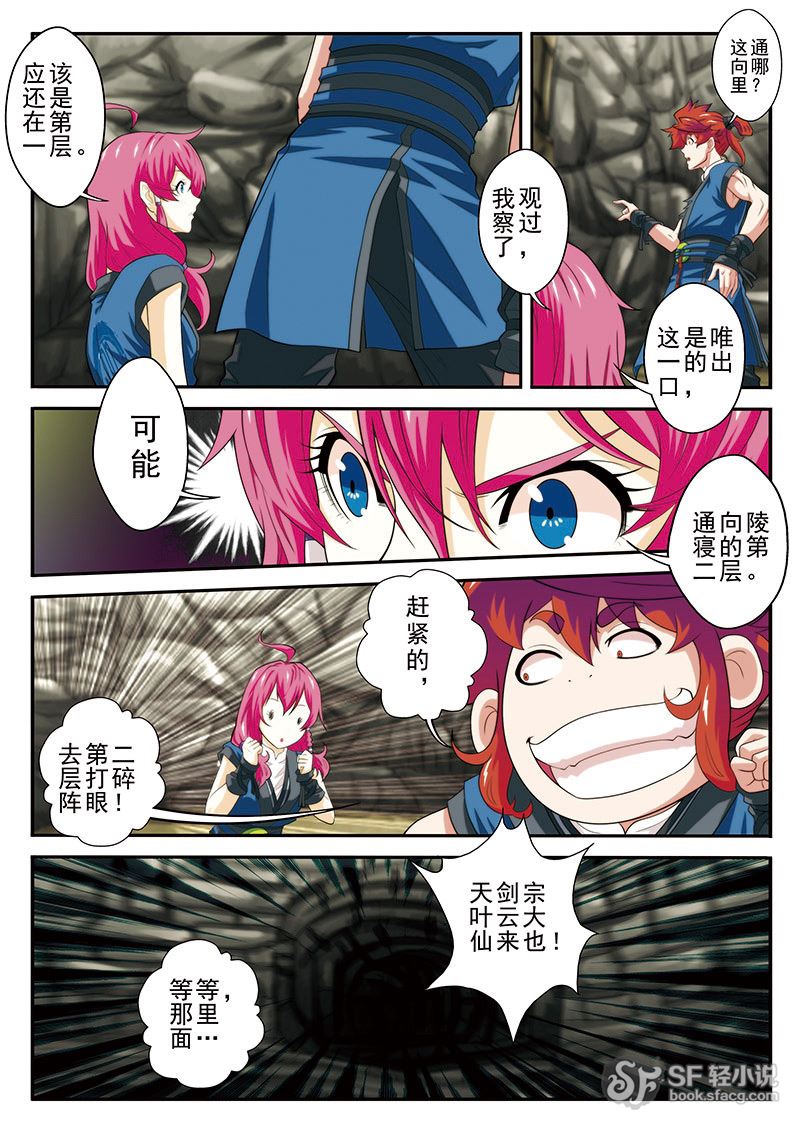 应该
还是
在第
一层。
这通
向哪
里?
我观
察过
了，
这是唯
一的出
口，
可能
通向陵
寝的第
二层。
赶紧的，
去第二
层打碎
阵眼！
天剑宗
叶云大
仙来也！
等等，
那里
面…
SF轻小说
book.sfacg.com